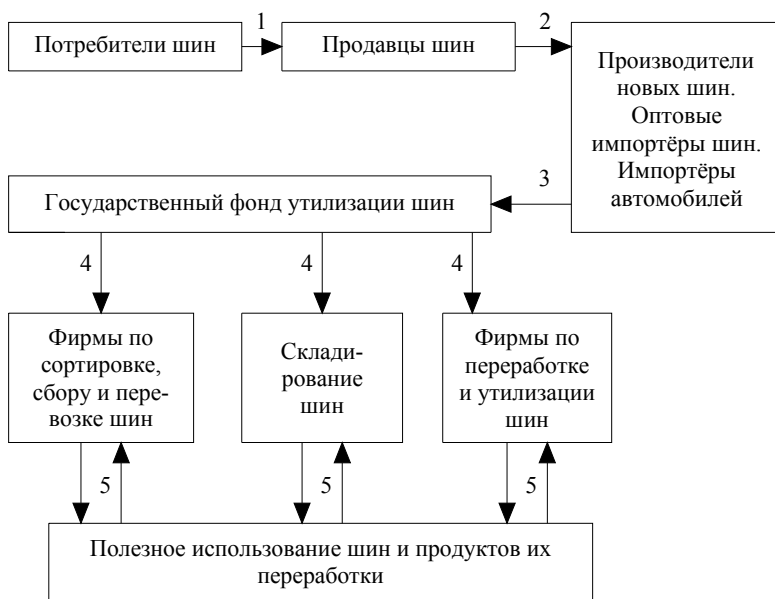 Потребители шин
1
Продавцы шин
2
Производители
новых шин.
Оптовые
импортёры шин.
Импортёры
автомобилей
3
Государственный фонд утилизации шин
4
4
4
Фирмы по
сортировке,
сбору и пере-
возке шин
Склади-
рование
шин
Фирмы по
переработке
и утилизации
шин
5
5
5
Полезное использование шин и продуктов их
переработки